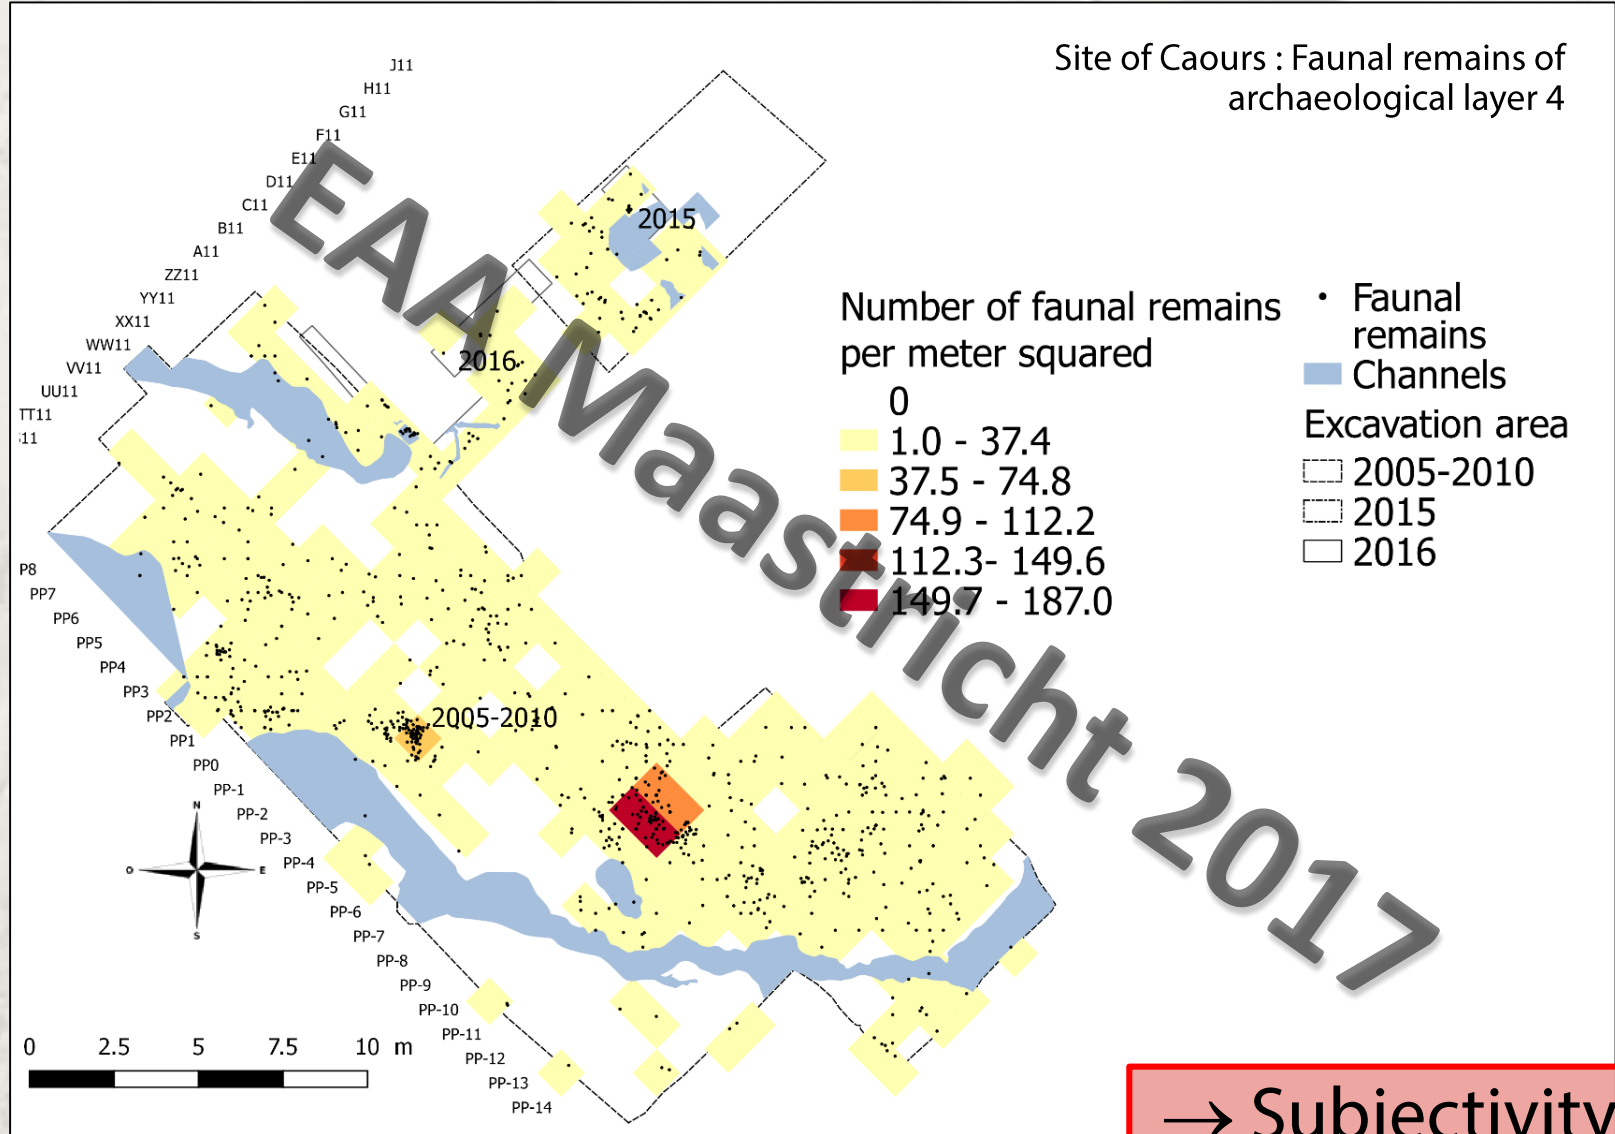 Site of Caours : Faunal remains of
archaeological layer 4
J11
H11
G11
F11
E11
D11
C11
B11
A11
ZZ11
YY11
XX11
WW11
VV11
UU11
TT11
;11
P8
PP7
PP6
PP5
PP4
PP3
PP2
PP1
PP0
PP-1
PP-2
PP-3
PP-4
PP-5
PP-6
PP-7
PP-8
PP-9
PP-10
PP-11
PP-12
PP-13
PP-14
2015
2016
2005-2010
EAA Maastricht 2017
Number of faunal remains
per meter squared
0
1.0 - 37.4
37.5 - 74.8
74.9 - 112.2
112.3- 149.6
149.7 - 187.0
Faunal
remains
Channels
Excavation area
2005-2010
2015
2016
N
O
E
S
0 2.5 5 7.5 10 m
→ Subjectivity